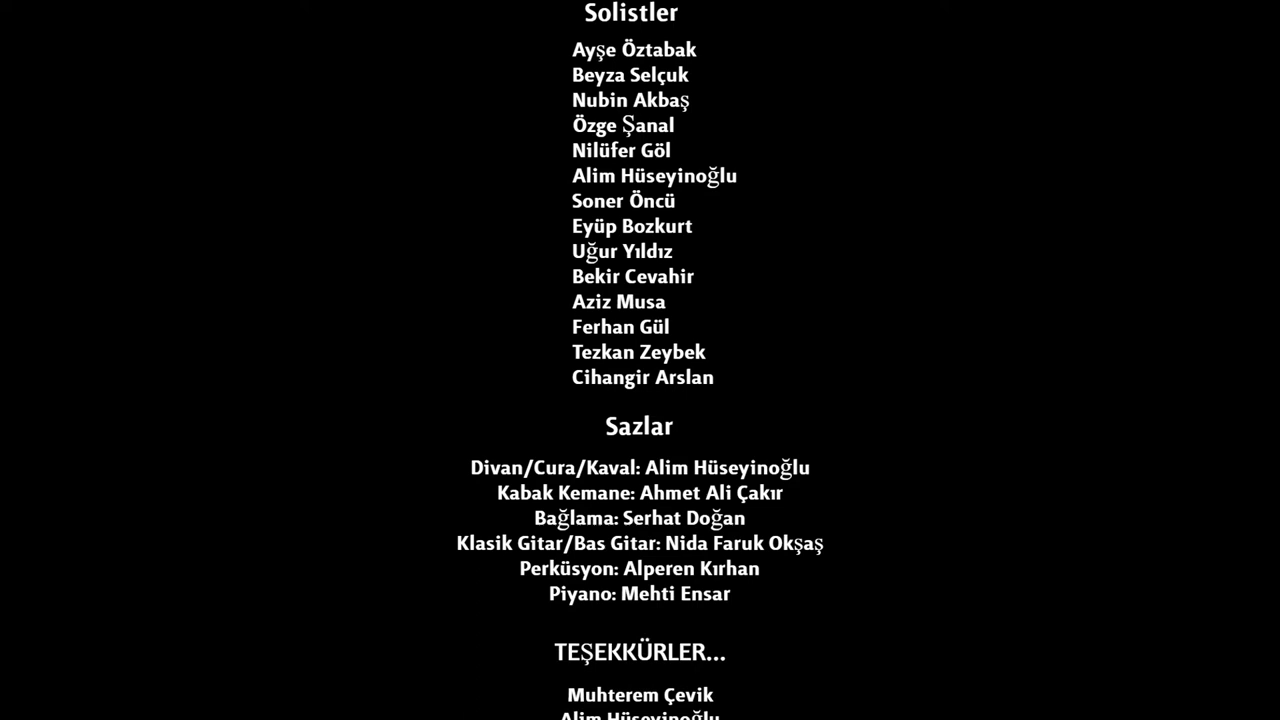 Solistler
Ayşe Öztabak
Beyza Selçuk
Nubin Akbaş
Özge Şanal
Nilüfer Göl
Alim Hüseyinoğlu
Soner Öncü
Eyüp Bozkurt
Uğur Yıldız
Bekir Cevahir
Aziz Musa
Ferhan Gül
Tezkan Zeybek
Cihangir Arslan
Sazlar
Divan/Cura/Kaval: Alim Hüseyinoğlu
Kabak Kemane: Ahmet Ali Çakır
Bağlama: Serhat Doğan
Klasik Gitar/Bas Gitar: Nida Faruk Okşaş
Perküsyon: Alperen Kırhan
Piyano: Mehti Ensar
TEŞEKKÜRLER...
Muhterem Çevik
Alim Hüseyinoğlu